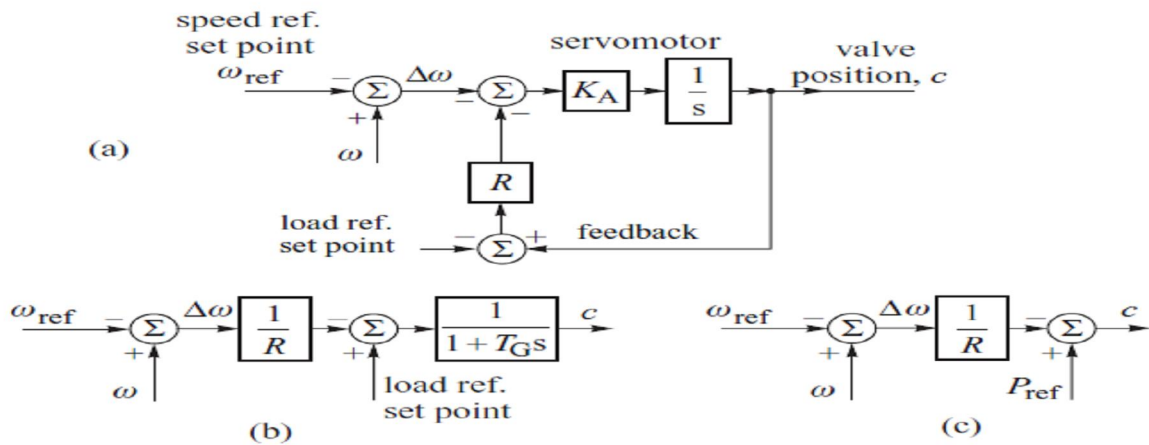 speed ref.
set point
ω_ref
−
Σ
+
ω
Δω
−
Σ
−
servomotor
K_A
1
s
valve
position, c
(a)
R
load ref.
set point
−
Σ
+
feedback
ω_ref
−
Σ
+
ω
Δω
1
R
−
Σ
+
load ref.
set point
1
1 + T_G s
c
(b)
ω_ref
−
Σ
+
ω
Δω
1
R
−
Σ
+
P_ref
c
(c)